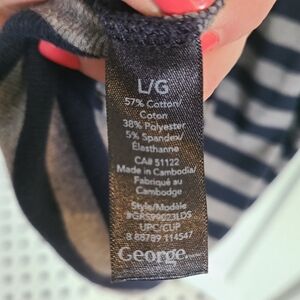 L/G
57% Cotton/
Coton
38% Polyester
5% Spandex/
Élasthanne
CA# 51122
Made in Cambodia/
Fabriqué au
Cambodge
Style/Modèle
#GRS99023LDS
UPC/CUP
8 88789 114547
George